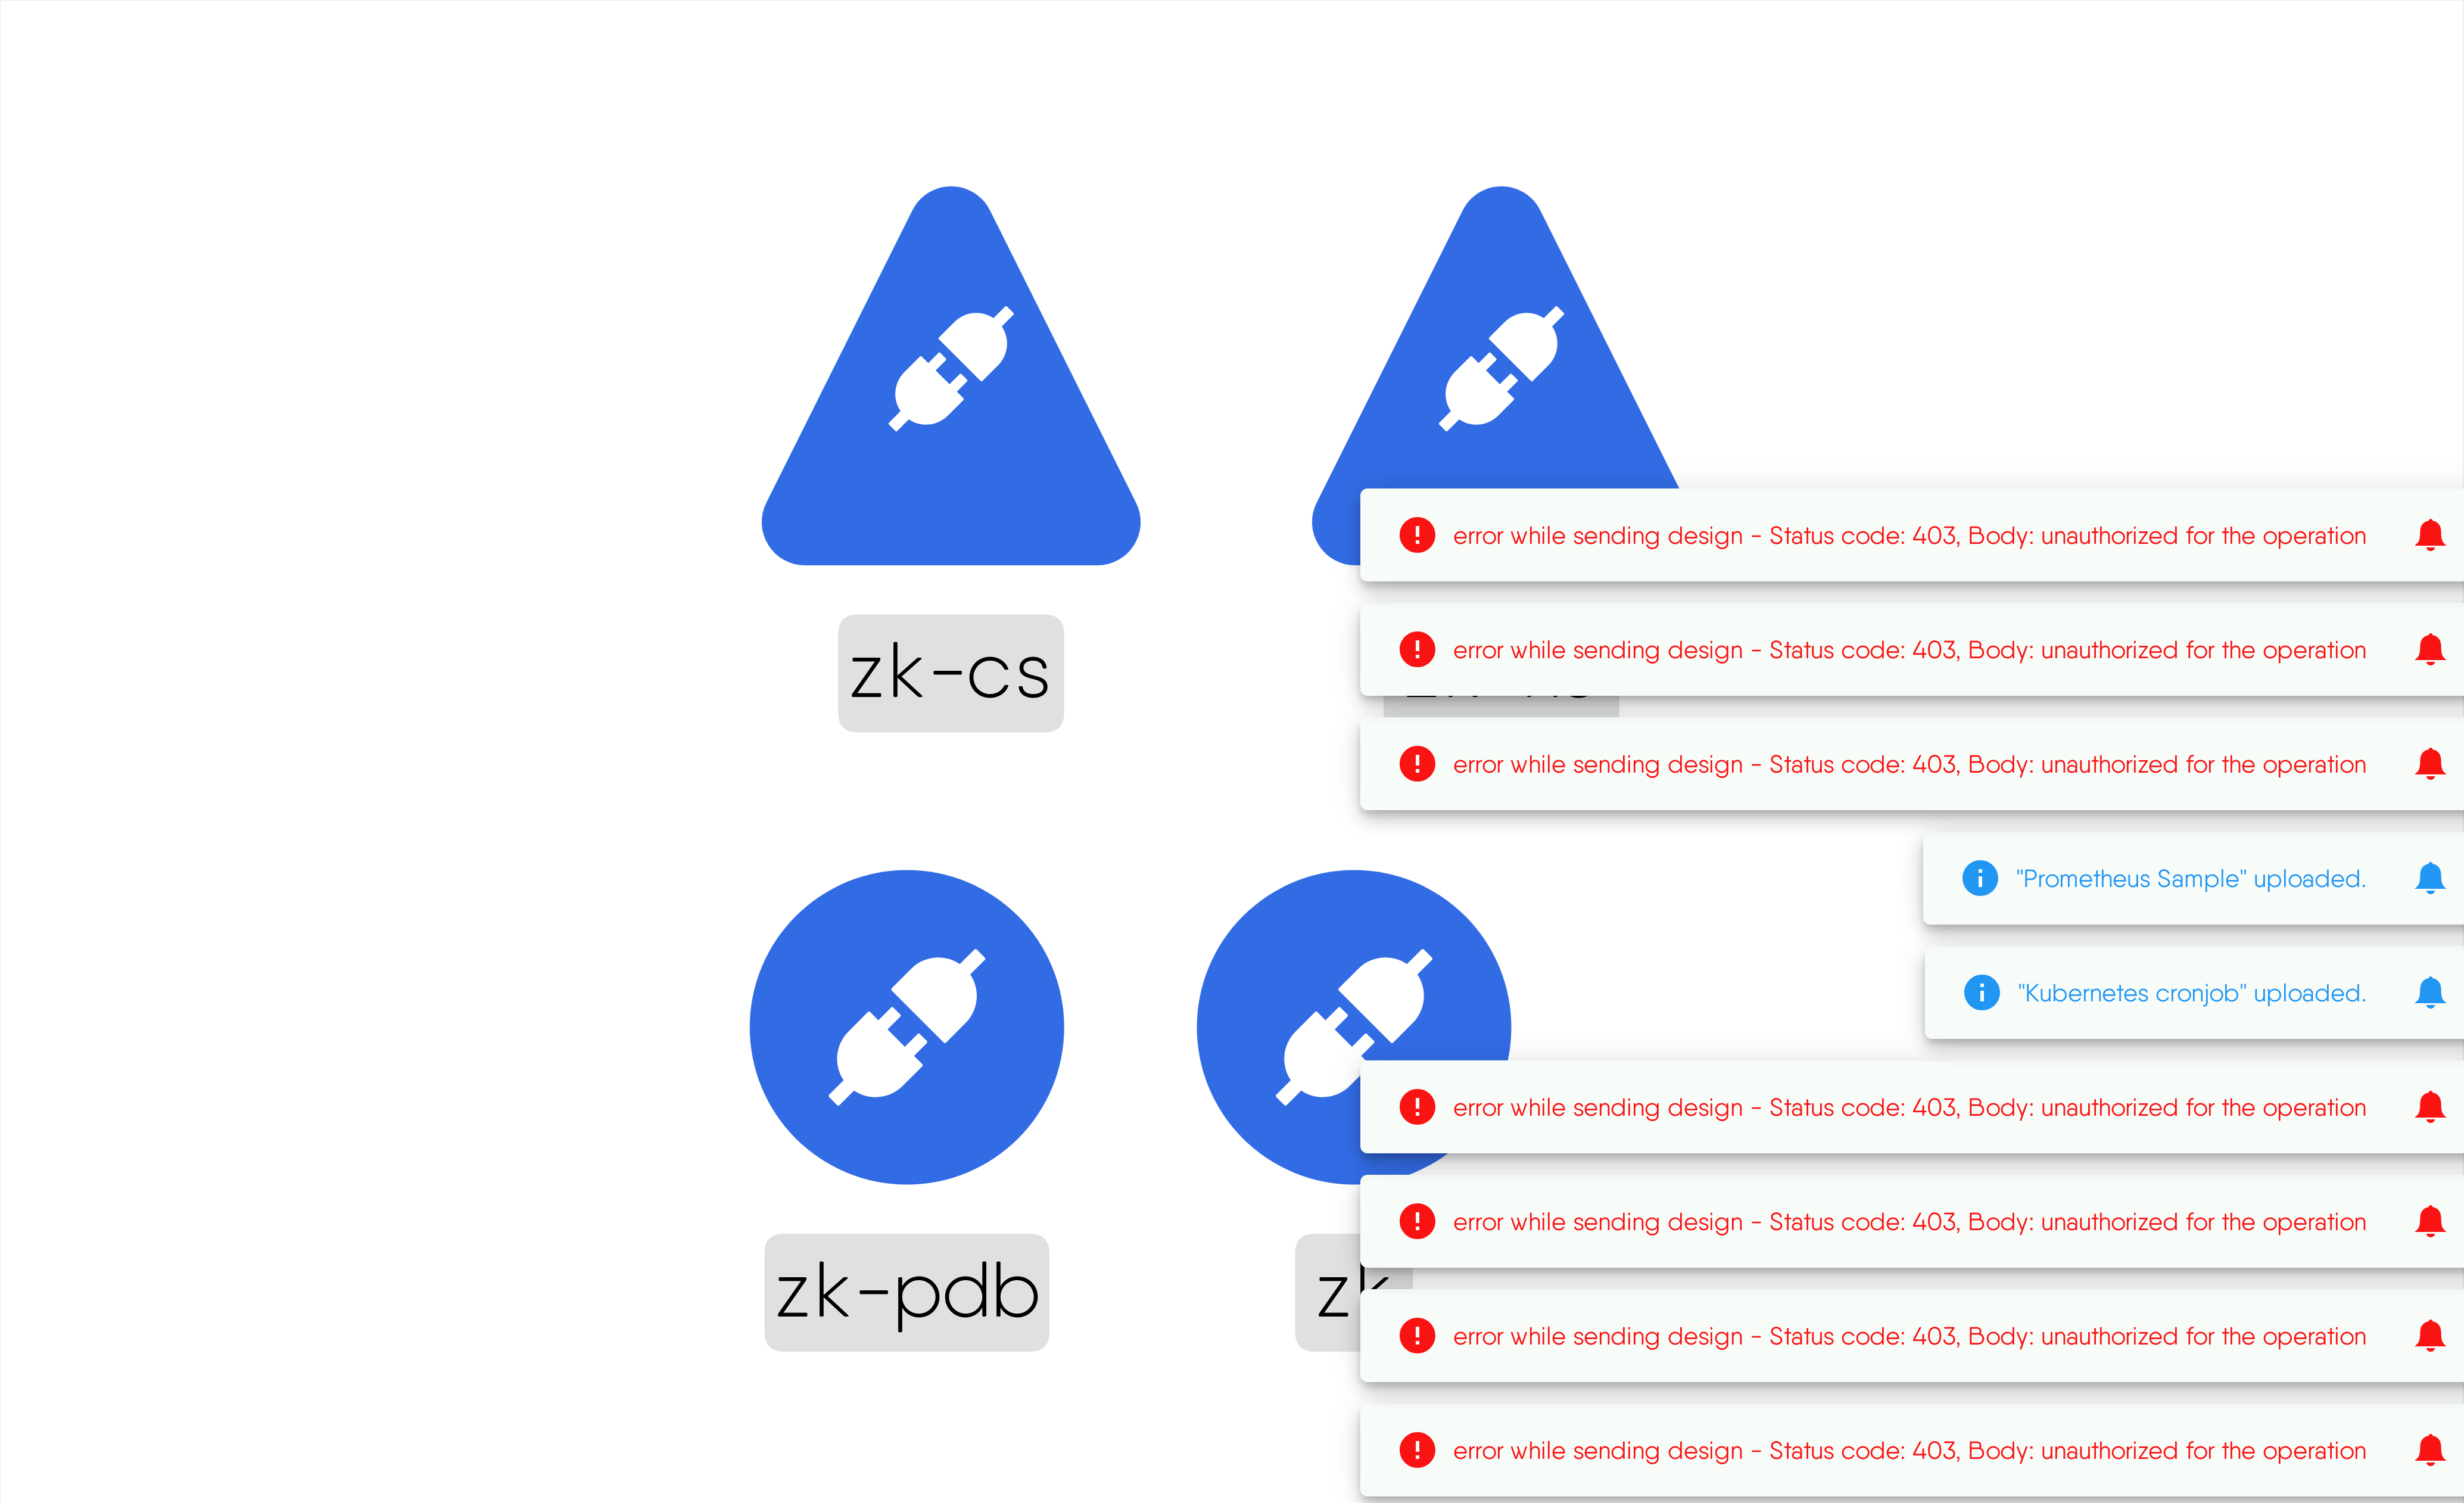 zk-cs
error while sending design - Status code: 403, Body: unauthorized for the operation
error while sending design - Status code: 403, Body: unauthorized for the operation
error while sending design - Status code: 403, Body: unauthorized for the operation
"Prometheus Sample" uploaded.
"Kubernetes cronjob" uploaded.
error while sending design - Status code: 403, Body: unauthorized for the operation
error while sending design - Status code: 403, Body: unauthorized for the operation
zk-pdb
zk
error while sending design - Status code: 403, Body: unauthorized for the operation
error while sending design - Status code: 403, Body: unauthorized for the operation